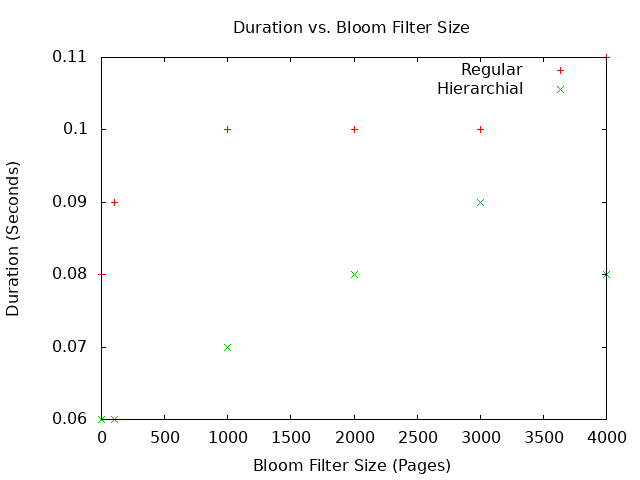 Duration vs. Bloom Filter Size
0.11
0.1
0.09
0.08
0.07
0.06
Duration (Seconds)
Regular
Hierarchial
0 500 1000 1500 2000 2500 3000 3500 4000
Bloom Filter Size (Pages)